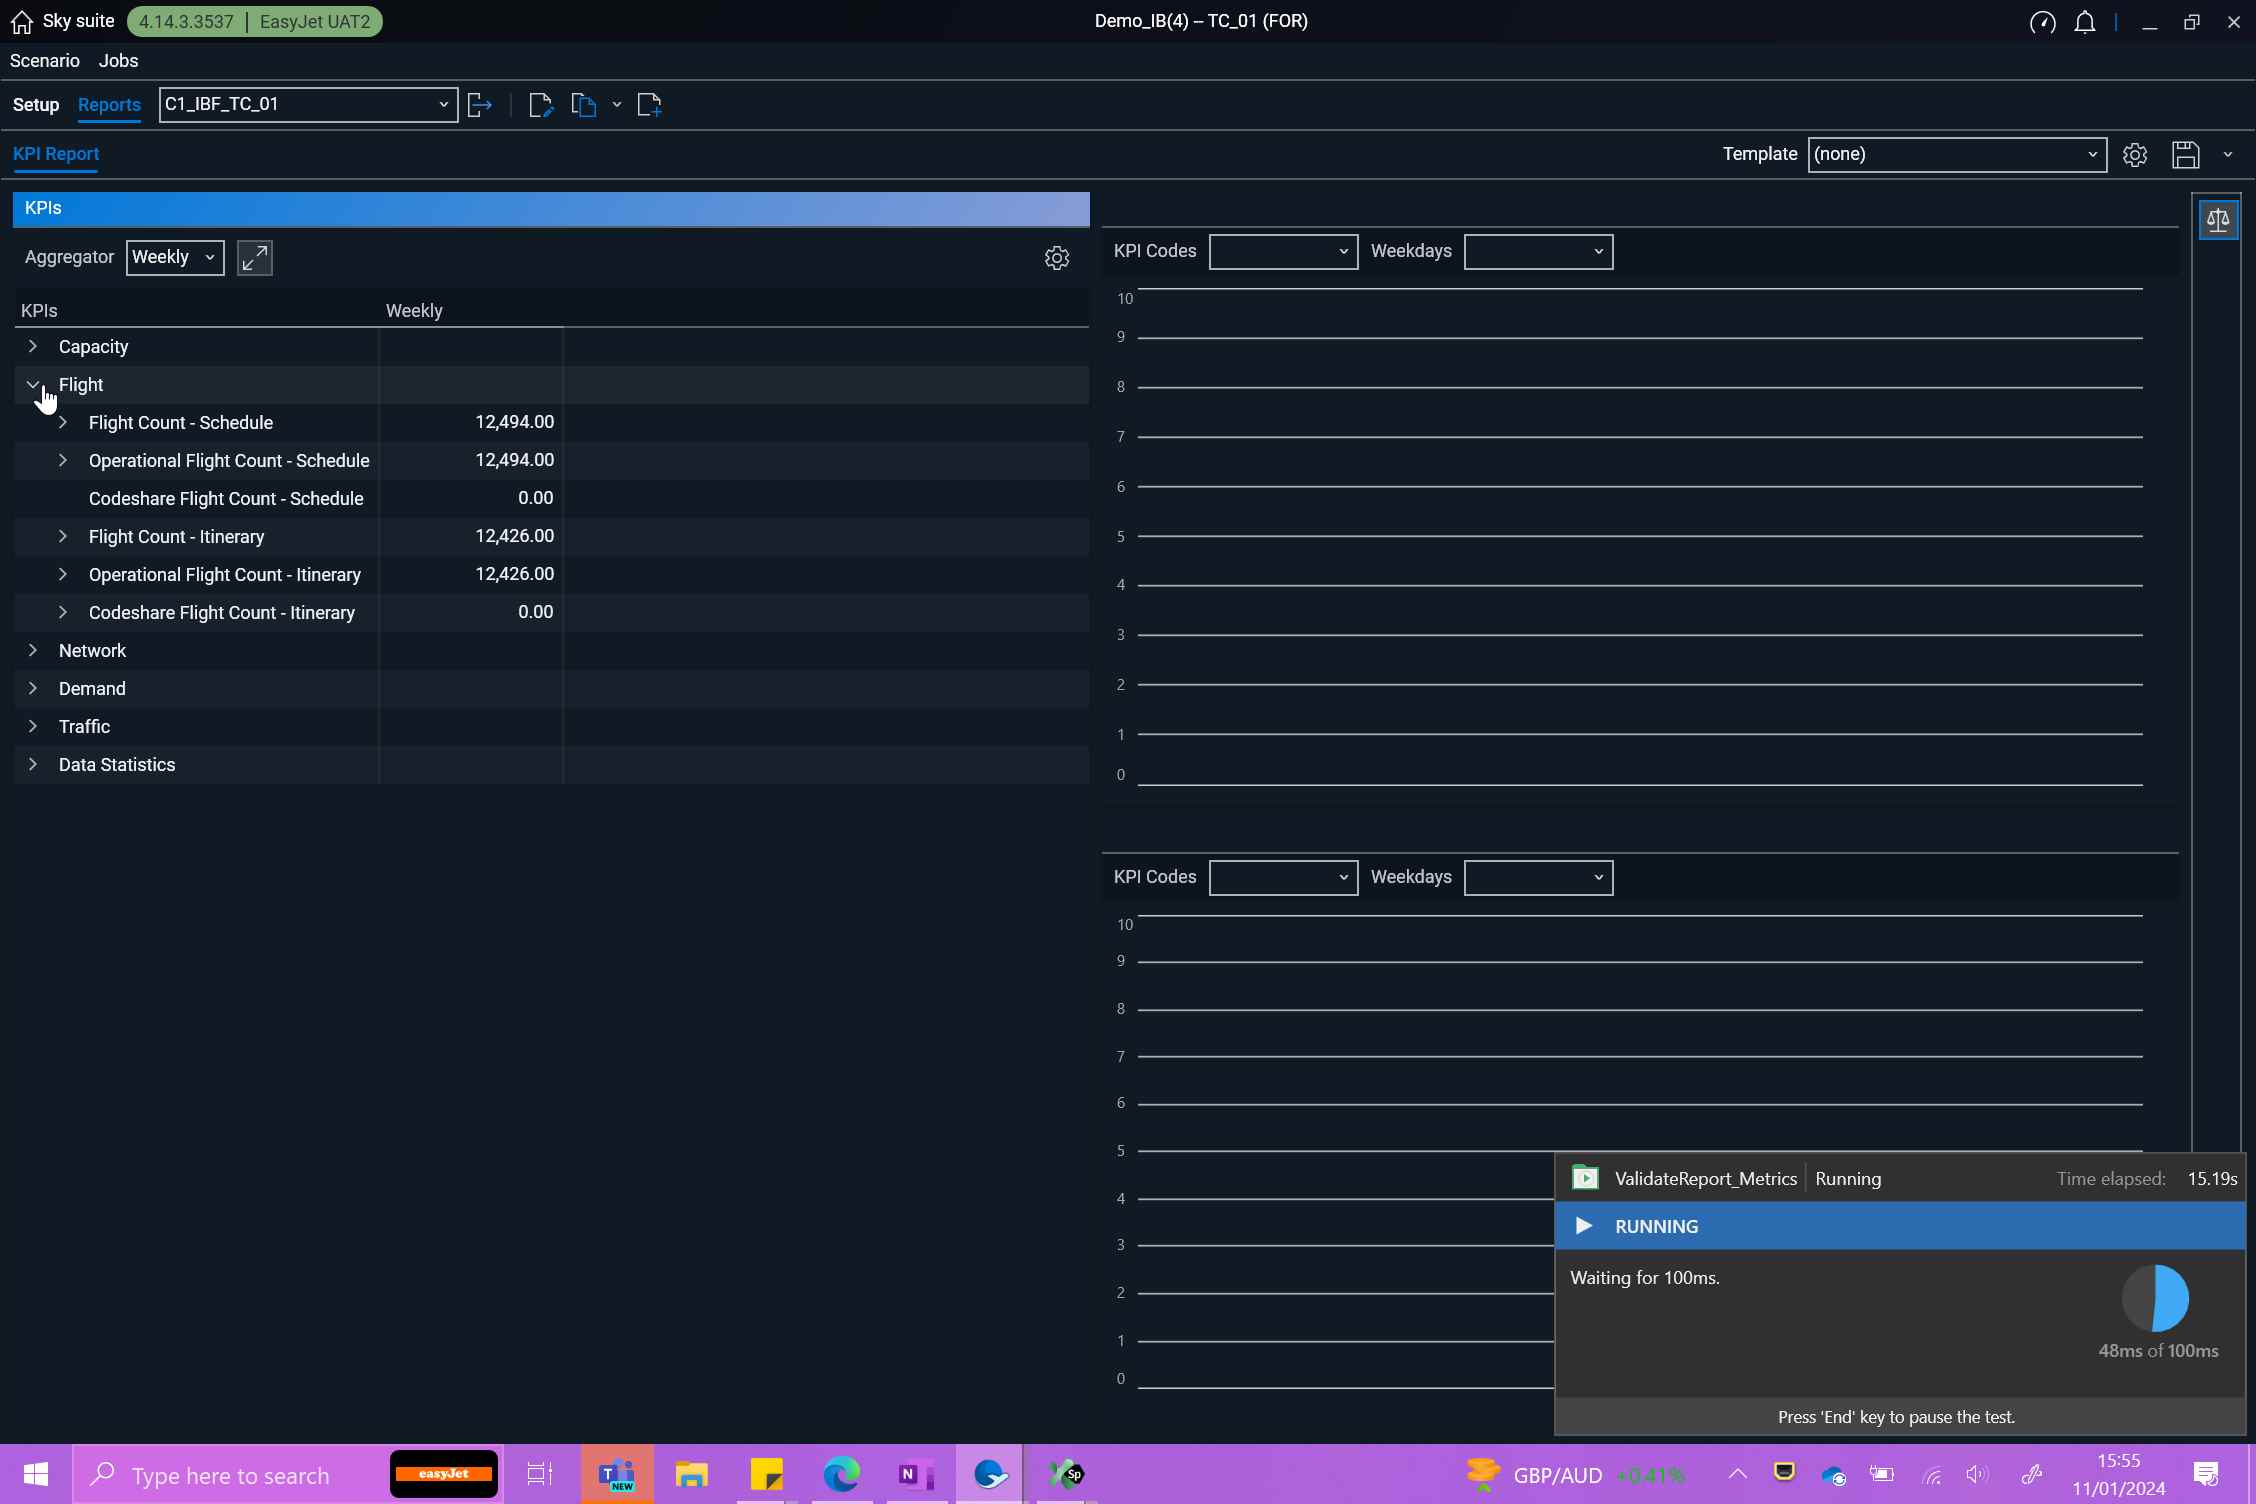 Sky suite 4.14.3.3537 | EasyJet UAT2 Demo_IB(4) – TC_01 (FOR)
Scenario Jobs
Setup Reports C1_IBF_TC_01
KPI Report Template (none)
KPIs
Aggregator Weekly
KPIs Weekly
Capacity
Flight
Flight Count - Schedule 12,494.00
Operational Flight Count - Schedule 12,494.00
Codeshare Flight Count - Schedule 0.00
Flight Count - Itinerary 12,426.00
Operational Flight Count - Itinerary 12,426.00
Codeshare Flight Count - Itinerary 0.00
Network
Demand
Traffic
Data Statistics
KPI Codes Weekdays
10
9
8
7
6
5
4
3
2
1
0
KPI Codes Weekdays
10
9
8
7
6
5
4
3
2
1
0
ValidateReport_Metrics Running Time elapsed: 15.19s
RUNNING
Waiting for 100ms.
48ms of 100ms
Press 'End' key to pause the test.
Type here to search
easyJet
T
NEW
N
Sp
GBP/AUD +0.41%
15:55
11/01/2024